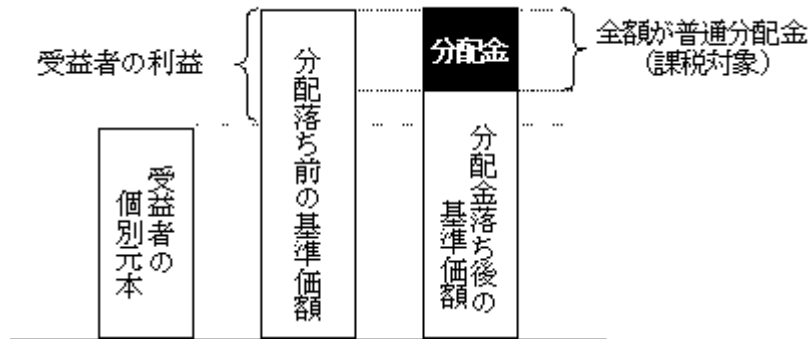 受益者の利益
受益者の
個別元本
分配落ち前の基準価額
分配金
分配金落ち後の
基準価額
全額が普通分配金
（課税対象）